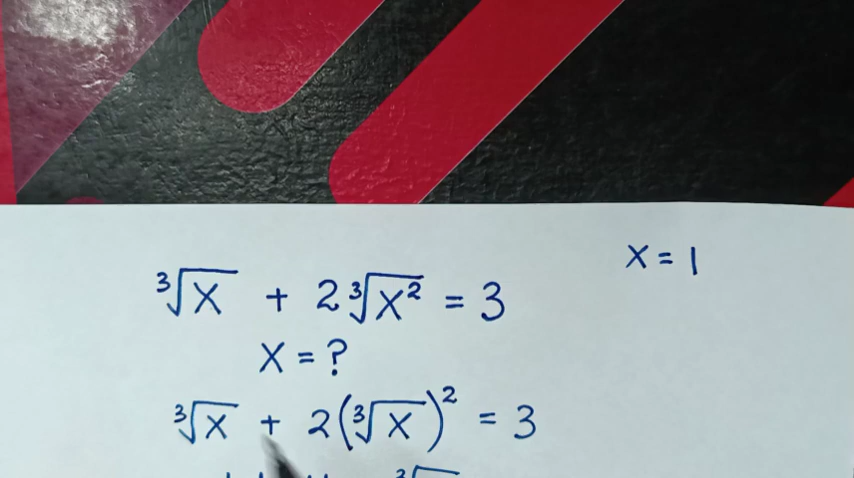 x = 1
∛x + 2∛x² = 3
x = ?
∛x + 2(∛x)² = 3